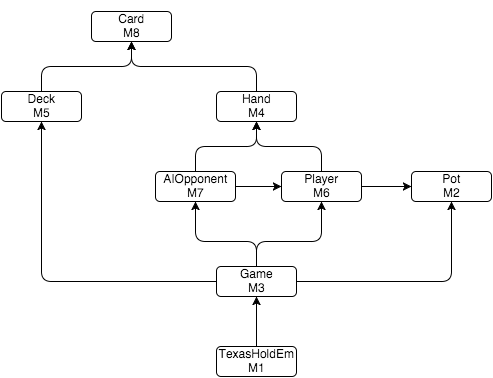 Card
M8
Deck
M5
Hand
M4
AIOpponent
M7
Player
M6
Pot
M2
Game
M3
TexasHoldEm
M1